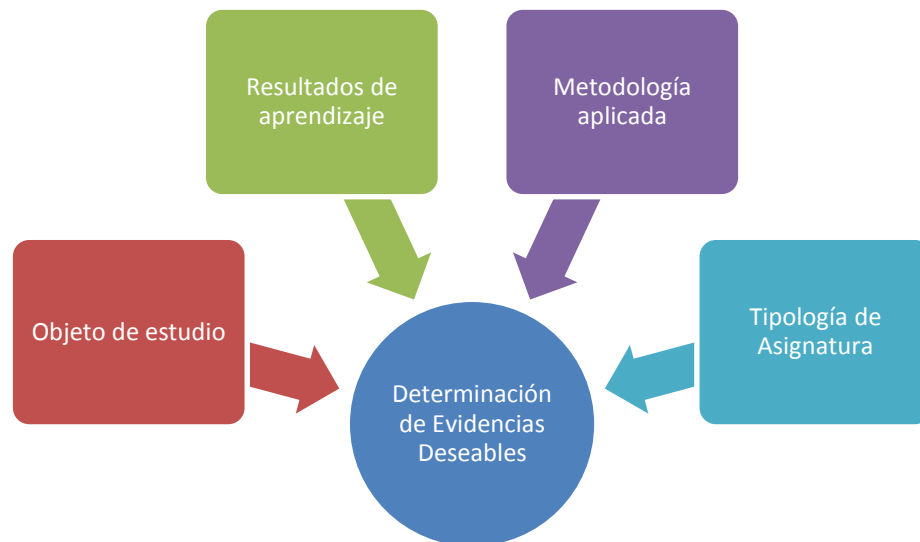 Resultados de
aprendizaje
Metodología
aplicada
Objeto de estudio
Tipología de
Asignatura
Determinación
de Evidencias
Deseables